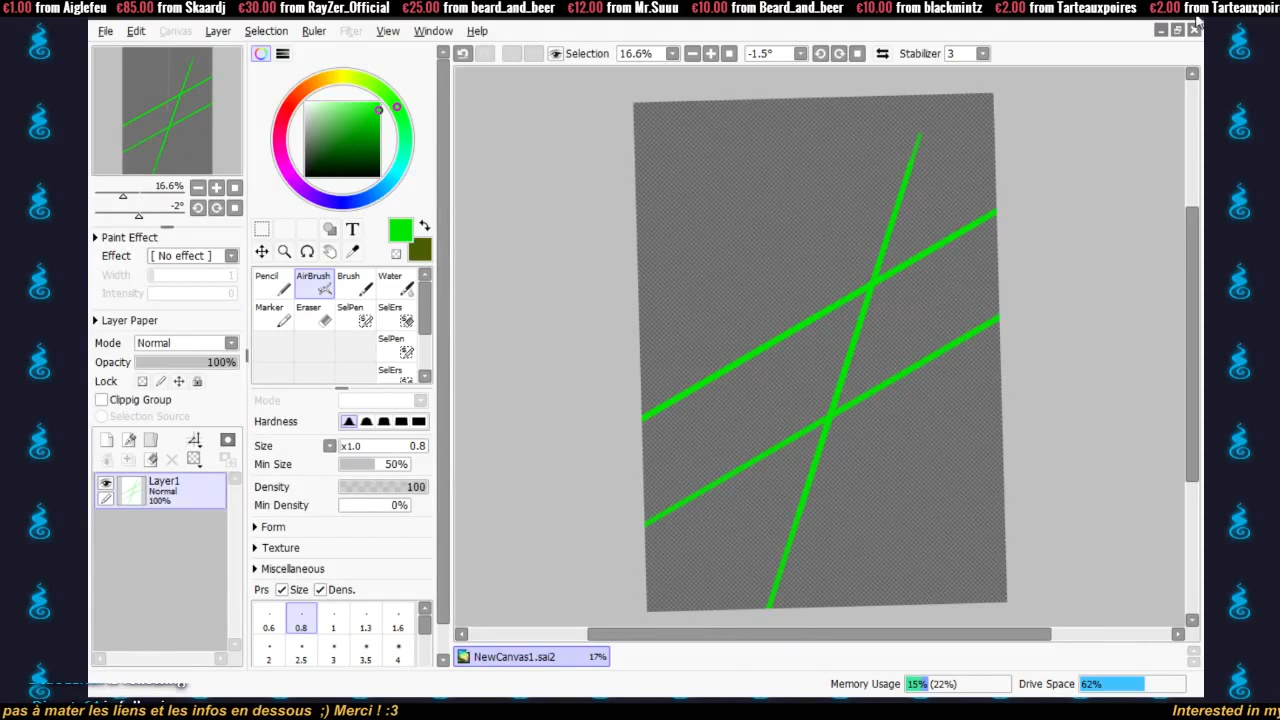 €1.00 from Aiglefeu €85.00 from Skaardj €30.00 from RayZer_Official €25.00 from beard_and_beer €12.00 from Mr.Suuu €10.00 from Beard_and_beer €10.00 from blackmintz €2.00 from Tarteauxpoires €2.00 from Tarteauxpoir
File Edit Canvas Layer Selection Ruler Filter View Window Help
Selection 16.6% -1.5° Stabilizer 3
16.6%
-2°
Paint Effect
Effect [ No effect ]
Width 1
Intensity 0
Layer Paper
Mode Normal
Opacity 100%
Lock
Clippig Group
Selection Source
Layer1
Normal
100%
T
Pencil AirBrush Brush Water
Marker Eraser SelPen SelErs
SelPen
SelErs
Mode
Hardness
Size x1.0 0.8
Min Size 50%
Density 100
Min Density 0%
Form
Texture
Miscellaneous
Prs Size Dens.
0.6 0.8 1 1.3 1.6
2 2.5 3 3.5 4
NewCanvas1.sai2 17%
Memory Usage 15% (22%) Drive Space 62%
pas à mater les liens et les infos en dessous ;) Merci ! :3 Interested in my